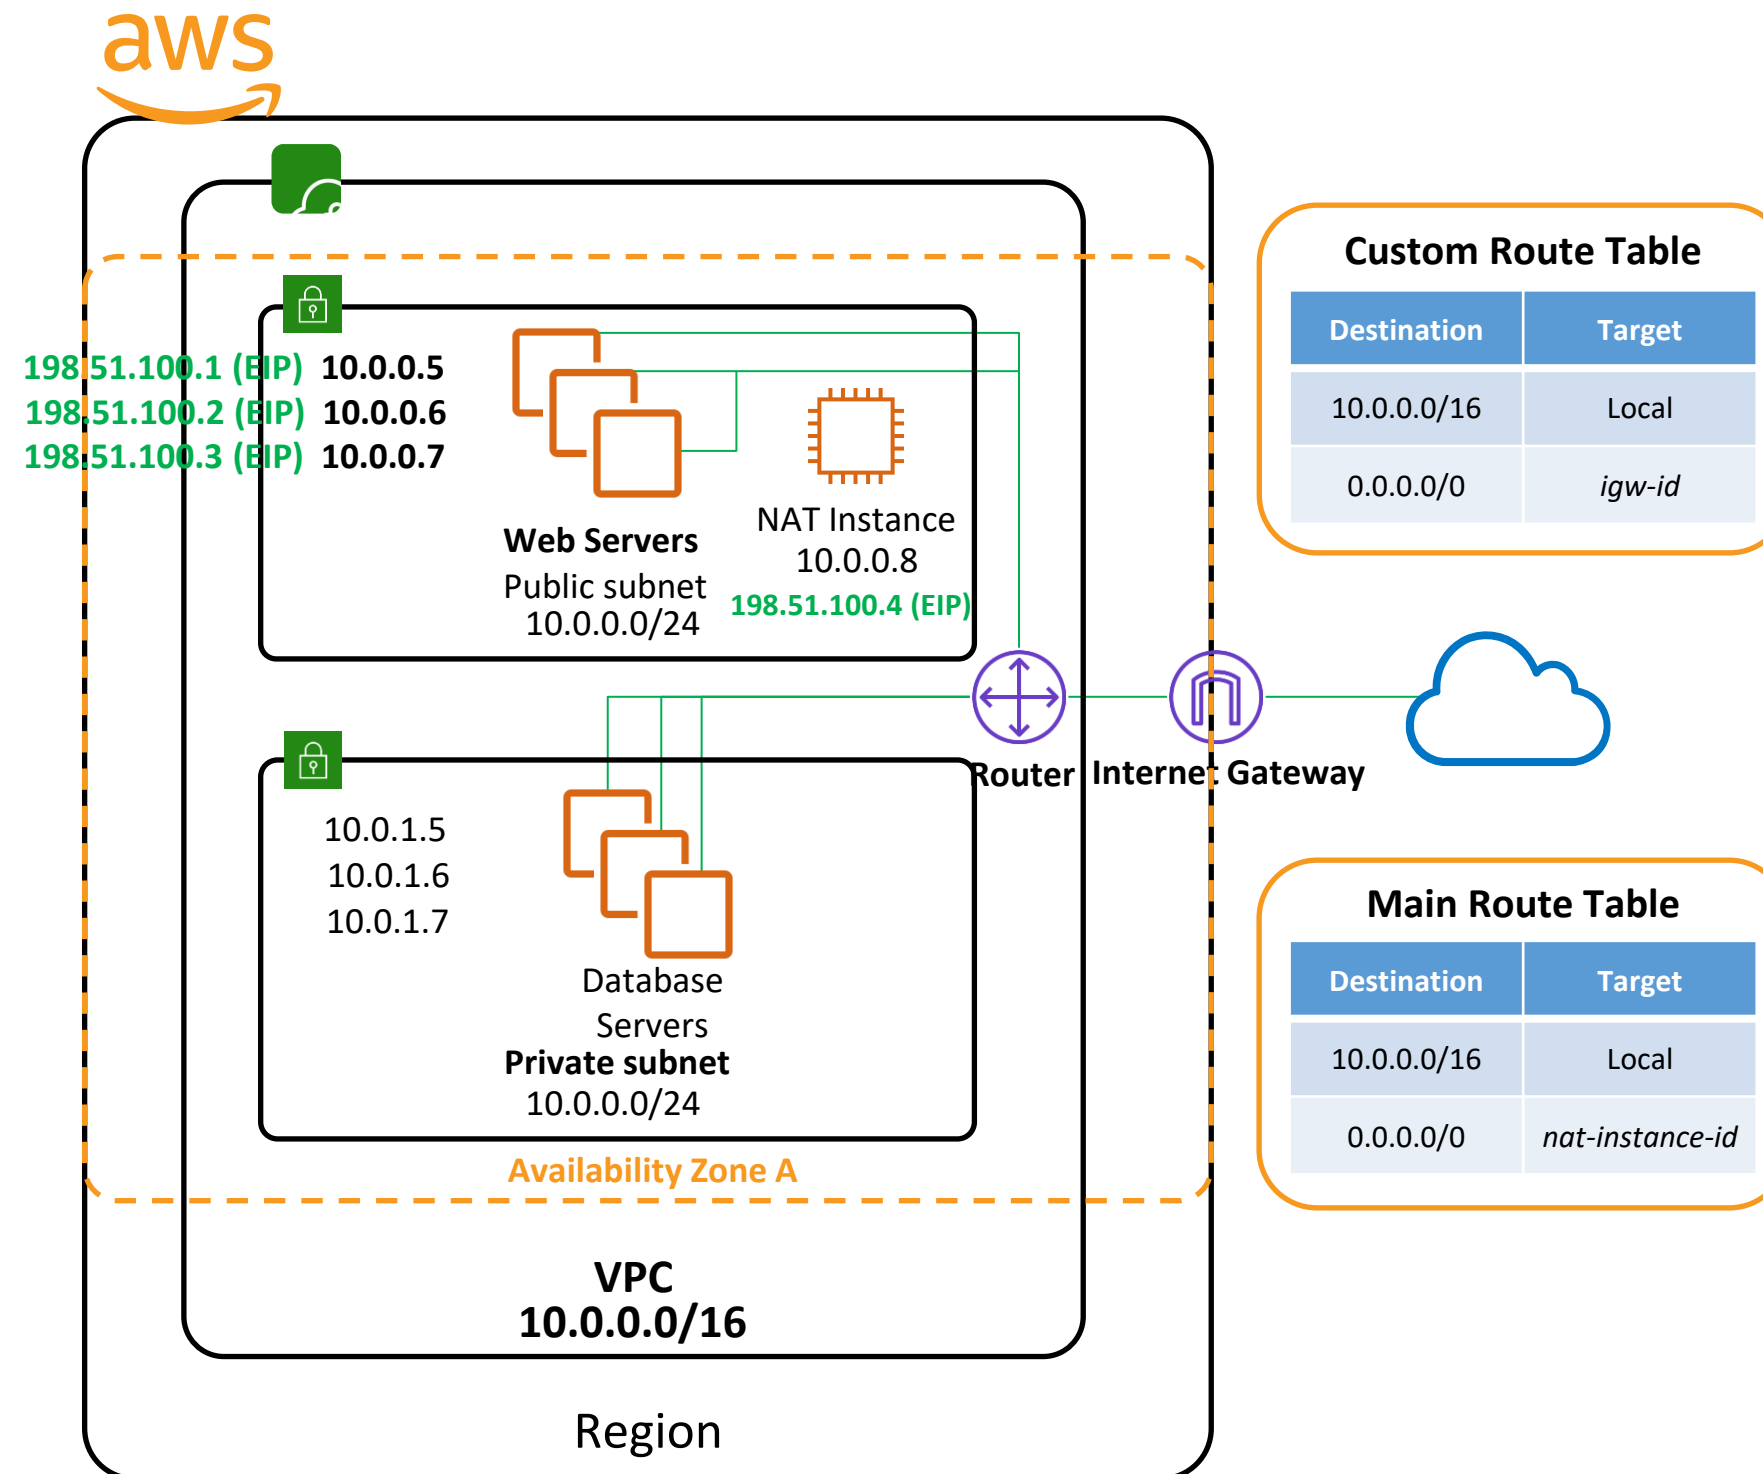 aws
198.51.100.1 (EIP) 10.0.0.5
198.51.100.2 (EIP) 10.0.0.6
198.51.100.3 (EIP) 10.0.0.7
Web Servers
Public subnet
10.0.0.0/24
NAT Instance
10.0.0.8
198.51.100.4 (EIP)
Router
Internet Gateway
10.0.1.5
10.0.1.6
10.0.1.7
Database
Servers
Private subnet
10.0.0.0/24
Availability Zone A
VPC
10.0.0.0/16
Region
Custom Route Table
Destination Target
10.0.0.0/16 Local
0.0.0.0/0 igw-id
Main Route Table
Destination Target
10.0.0.0/16 Local
0.0.0.0/0 nat-instance-id